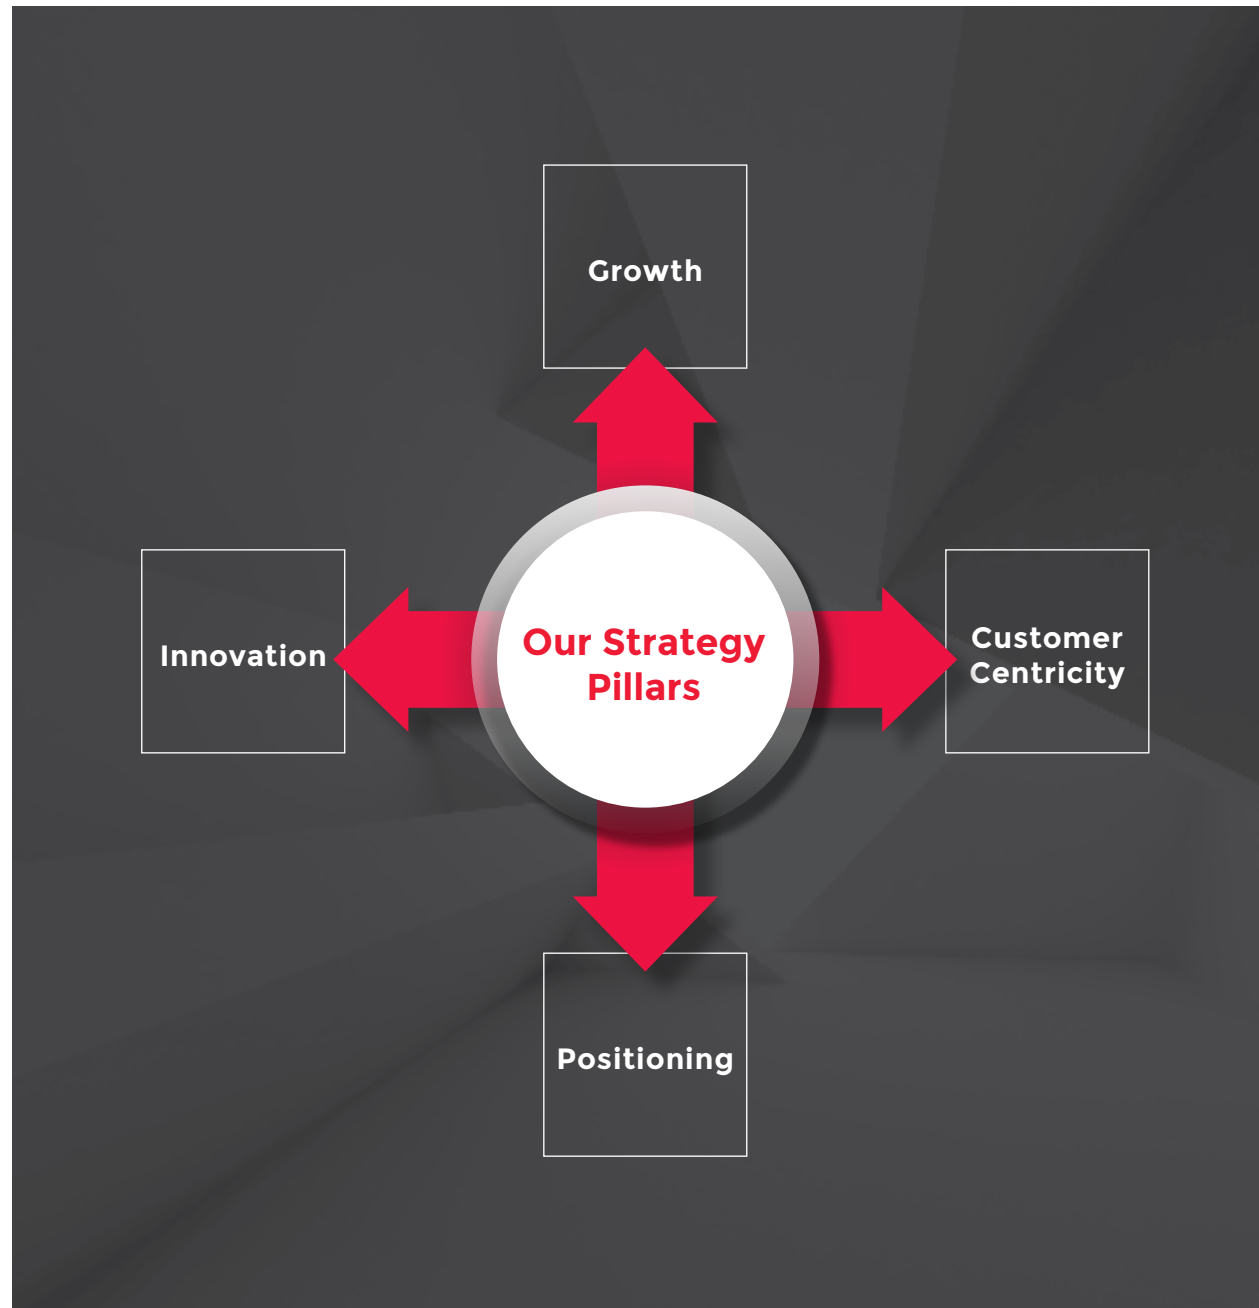 Growth
Innovation
Our Strategy
Pillars
Customer
Centricity
Positioning